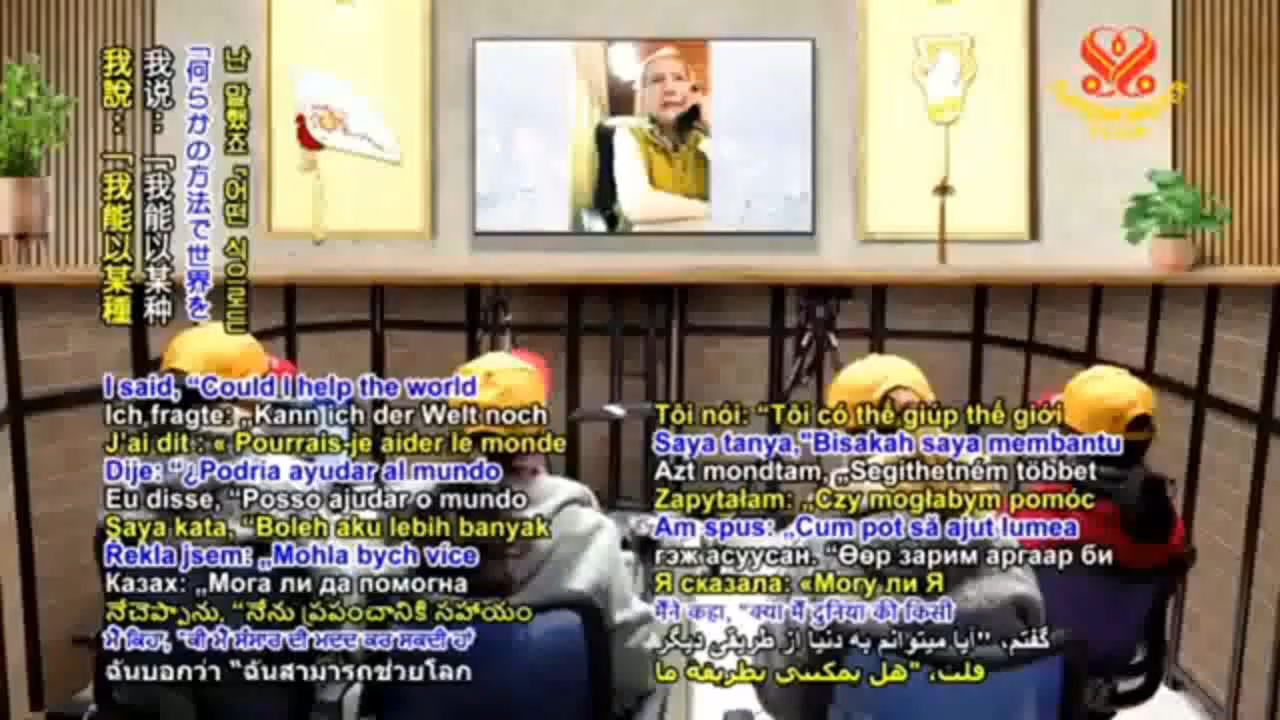 난 말했죠 「어떤 식으로든
「何らかの方法で世界を
我说：「我能以某种
我說：「我能以某種
I said, “Could I help the world
Ich fragte: „Kann ich der Welt noch
J'ai dit : « Pourrais-je aider le monde
Dije: “¿Podría ayudar al mundo
Eu disse, “Posso ajudar o mundo
Saya kata, “Boleh aku lebih banyak
Řekla jsem: „Mohla bych více
Казах: „Мога ли да помогна
నేచెప్పాను, “నేను ప్రపంచానికి సహాయం
ਮੈਂ ਕਿਹਾ, “ਕੀ ਮੈਂ ਸੰਸਾਰ ਦੀ ਮਦਦ ਕਰ ਸਕਦੀ ਹਾਂ
ฉันบอกว่า “ฉันสามารถช่วยโลก
Tôi nói: “Tôi có thể giúp thế giới
Saya tanya,"Bisakah saya membantu
Azt mondtam, „Segíthetném többet
Zapytałam: „Czy mogłabym pomóc
Am spus: „Cum pot să ajut lumea
гэж асуусан. “Өөр зарим аргаар би
Я сказала: «Могу ли Я
मैंने कहा, “क्या मैं दुनिया की किसी
گفتم، "آیا میتوانم به دنیا از طریقی دیگر
قلت، "هل يمكنني بطريقة ما